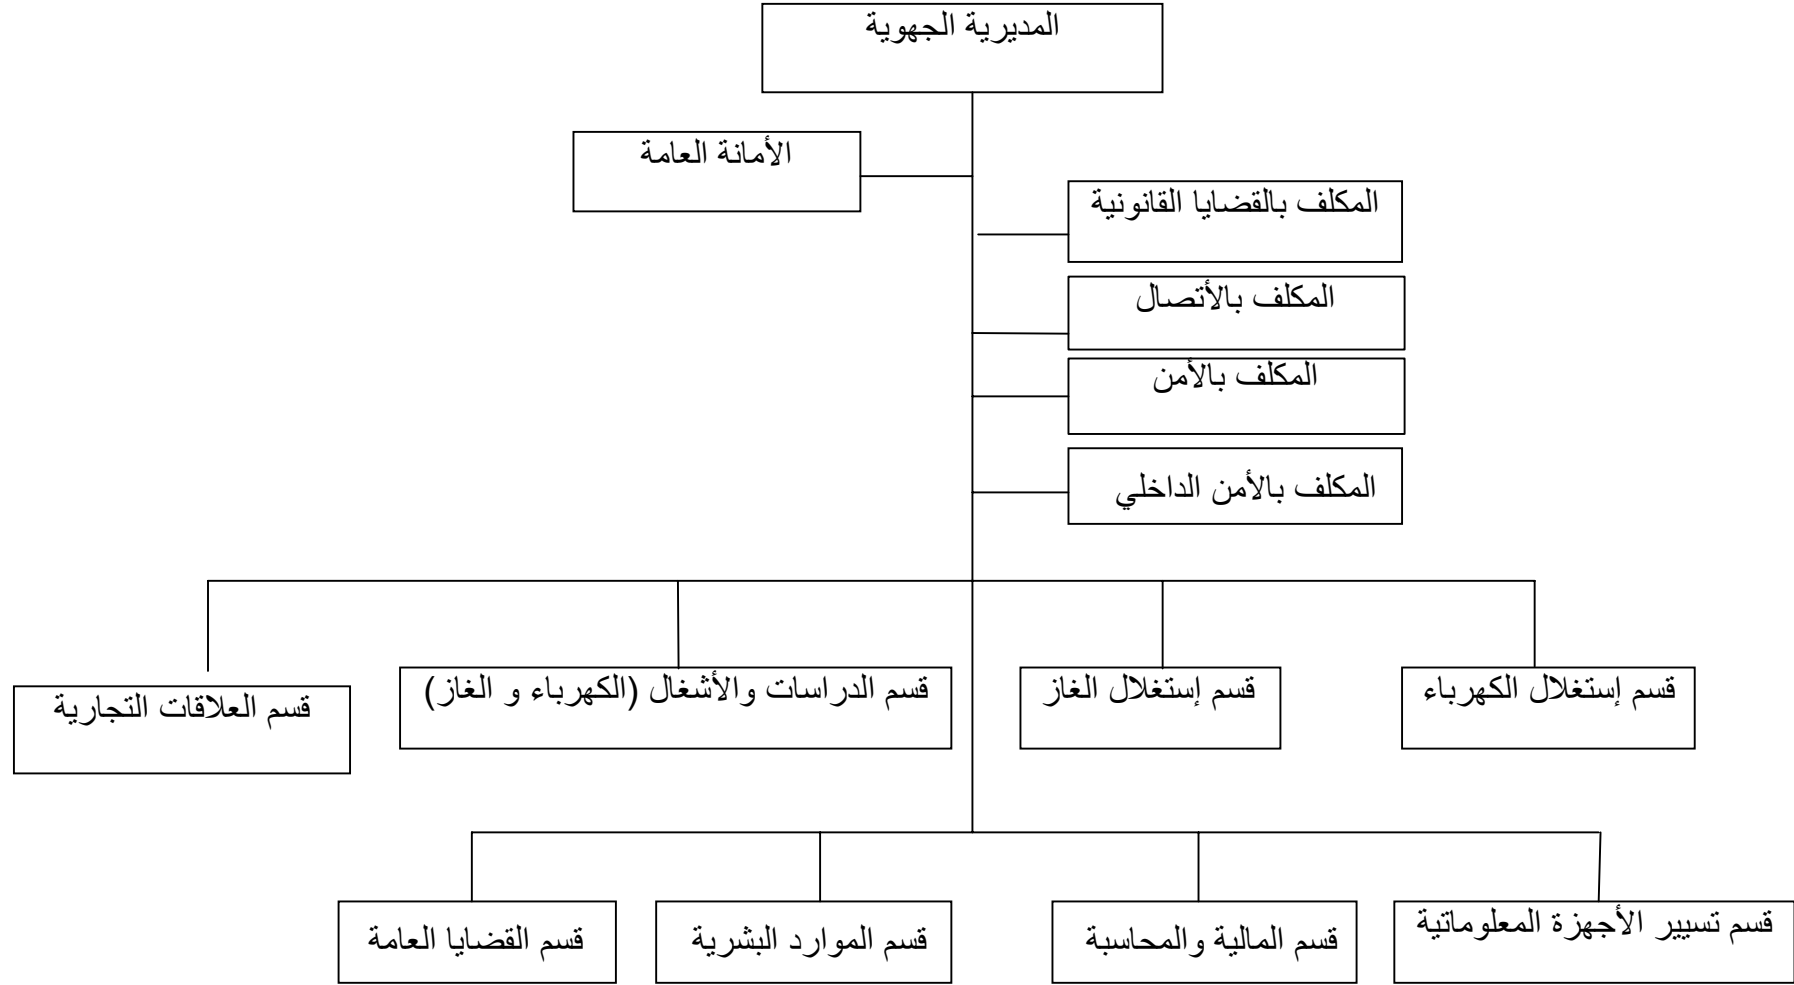 المديرية الجهوية
الأمانة العامة
المكلف بالقضايا القانونية
المكلف بالأتصال
المكلف بالأمن
المكلف بالأمن الداخلي
قسم إستغلال الكهرباء
قسم إستغلال الغاز
قسم الدراسات والأشغال (الكهرباء و الغاز)
قسم العلاقات التجارية
قسم تسيير الأجهزة المعلوماتية
قسم المالية والمحاسبة
قسم الموارد البشرية
قسم القضايا العامة